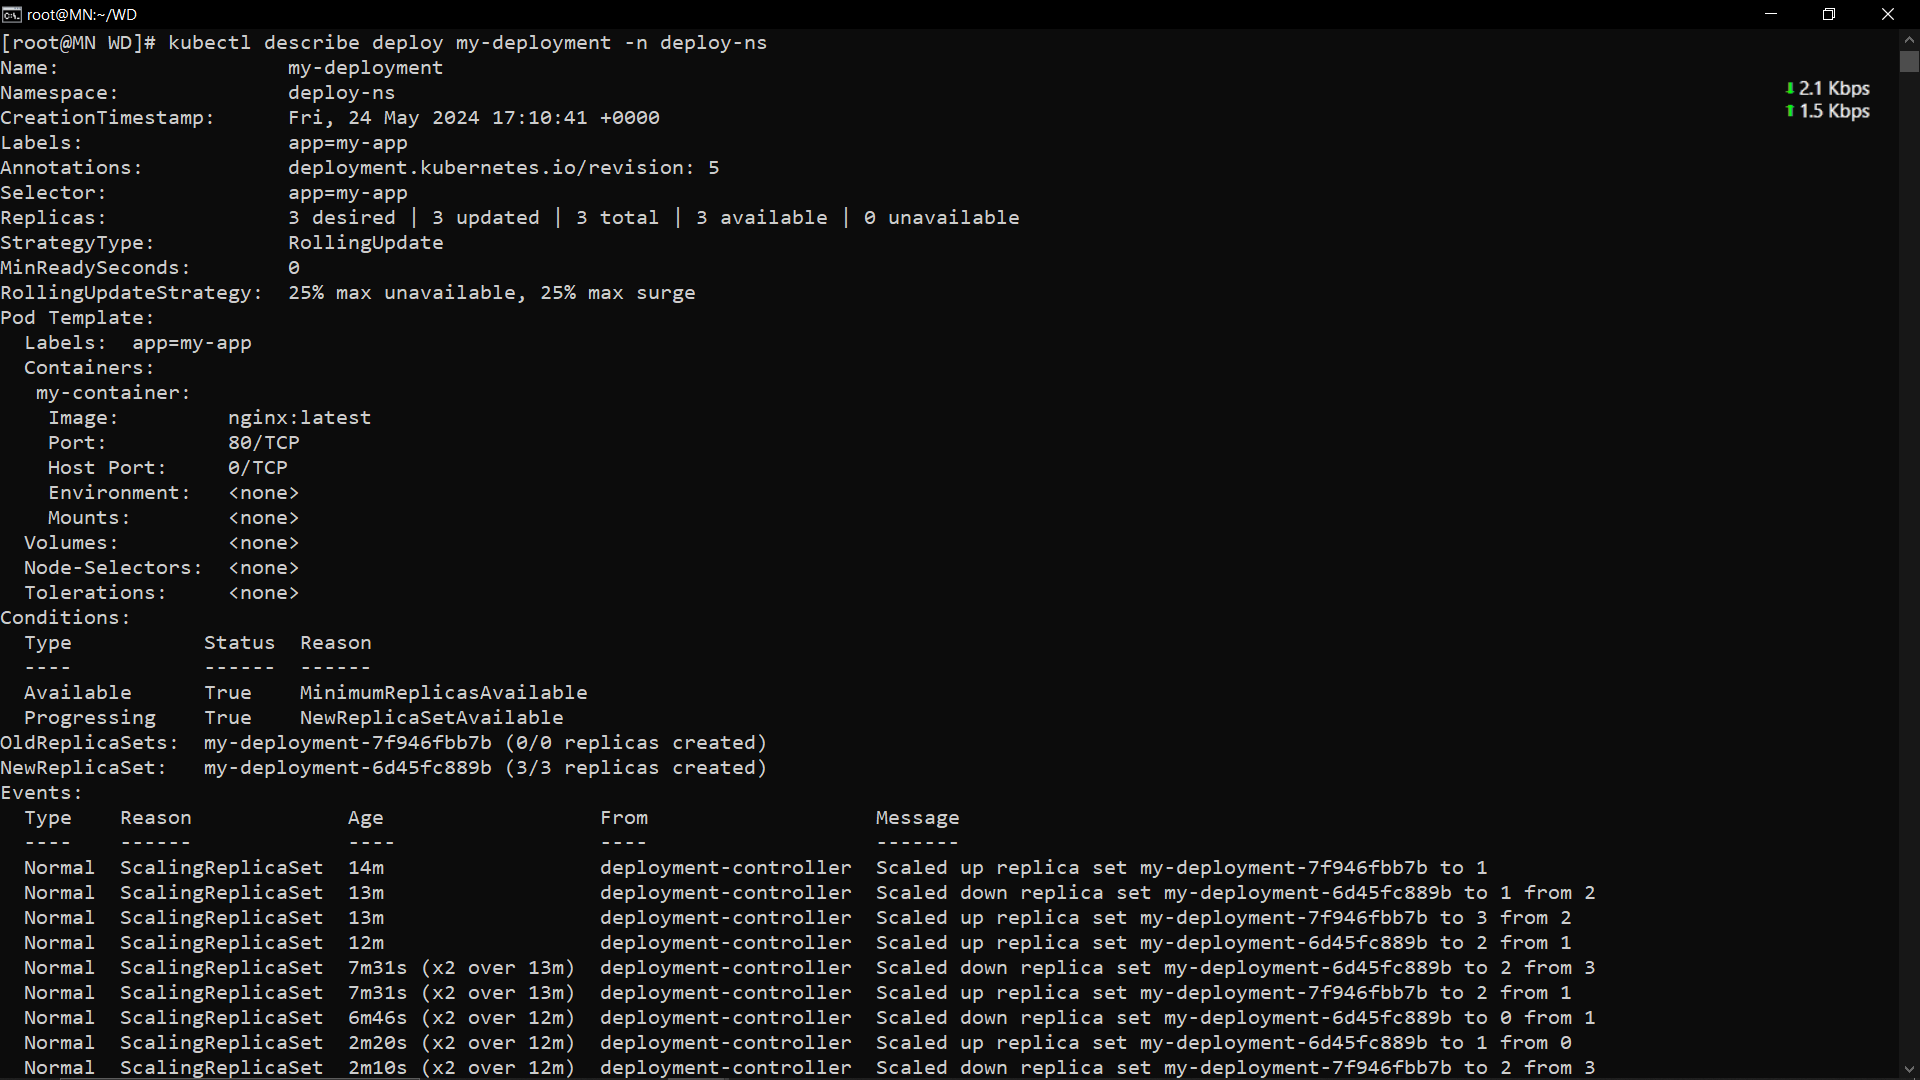 root@MN:~/WD
[root@MN WD]# kubectl describe deploy my-deployment -n deploy-ns
Name:                   my-deployment
Namespace:              deploy-ns
CreationTimestamp:      Fri, 24 May 2024 17:10:41 +0000
Labels:                 app=my-app
Annotations:            deployment.kubernetes.io/revision: 5
Selector:               app=my-app
Replicas:               3 desired | 3 updated | 3 total | 3 available | 0 unavailable
StrategyType:           RollingUpdate
MinReadySeconds:        0
RollingUpdateStrategy:  25% max unavailable, 25% max surge
Pod Template:
  Labels:  app=my-app
  Containers:
   my-container:
    Image:         nginx:latest
    Port:          80/TCP
    Host Port:     0/TCP
    Environment:   <none>
    Mounts:        <none>
  Volumes:         <none>
  Node-Selectors:  <none>
  Tolerations:     <none>
Conditions:
  Type           Status  Reason
  ----           ------  ------
  Available      True    MinimumReplicasAvailable
  Progressing    True    NewReplicaSetAvailable
OldReplicaSets:  my-deployment-7f946fbb7b (0/0 replicas created)
NewReplicaSet:   my-deployment-6d45fc889b (3/3 replicas created)
Events:
  Type    Reason             Age                  From                   Message
  ----    ------             ----                 ----                   -------
  Normal  ScalingReplicaSet  14m                  deployment-controller  Scaled up replica set my-deployment-7f946fbb7b to 1
  Normal  ScalingReplicaSet  13m                  deployment-controller  Scaled down replica set my-deployment-6d45fc889b to 1 from 2
  Normal  ScalingReplicaSet  13m                  deployment-controller  Scaled up replica set my-deployment-7f946fbb7b to 3 from 2
  Normal  ScalingReplicaSet  12m                  deployment-controller  Scaled up replica set my-deployment-6d45fc889b to 2 from 1
  Normal  ScalingReplicaSet  7m31s (x2 over 13m)  deployment-controller  Scaled down replica set my-deployment-6d45fc889b to 2 from 3
  Normal  ScalingReplicaSet  7m31s (x2 over 13m)  deployment-controller  Scaled up replica set my-deployment-7f946fbb7b to 2 from 1
  Normal  ScalingReplicaSet  6m46s (x2 over 12m)  deployment-controller  Scaled down replica set my-deployment-6d45fc889b to 0 from 1
  Normal  ScalingReplicaSet  2m20s (x2 over 12m)  deployment-controller  Scaled up replica set my-deployment-6d45fc889b to 1 from 0
  Normal  ScalingReplicaSet  2m10s (x2 over 12m)  deployment-controller  Scaled down replica set my-deployment-7f946fbb7b to 2 from 3
2.1 Kbps
1.5 Kbps